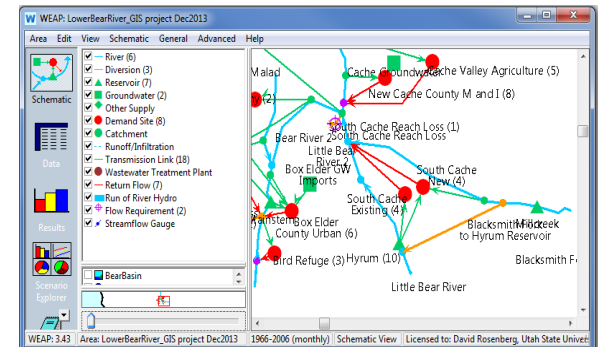 WEAP: LowerBearRiver_GIS project Dec2013
Area Edit View Schematic General Advanced Help
Schematic
Data
Results
Scenario
Explorer
River (6)
Diversion (3)
Reservoir (7)
Groundwater (2)
Other Supply
Demand Site (8)
Catchment
Runoff/Infiltration
Transmission Link (18)
Wastewater Treatment Plant
Return Flow (7)
Run of River Hydro
Flow Requirement (2)
Streamflow Gauge
BearBasin
Malad
Cache Groundwater
Cache Valley Agriculture (5)
New Cache County M and I (8)
South Cache Reach Loss (1)
Bear River 2
South Cache Reach Loss
Little Bear
River 2
Box Elder GW
Imports
South Cache
New (4)
South Cache
Existing (4)
Box Elder
County Urban (6)
Blacksmith Fork
to Hyrum Reservoir
Bird Refuge (3)
Hyrum (10)
Blacksmith F
Little Bear River
WEAP: 3.43 Area: LowerBearRiver_GIS project Dec2013 1966-2006 (monthly) Schematic View Licensed to: David Rosenberg, Utah State Univer